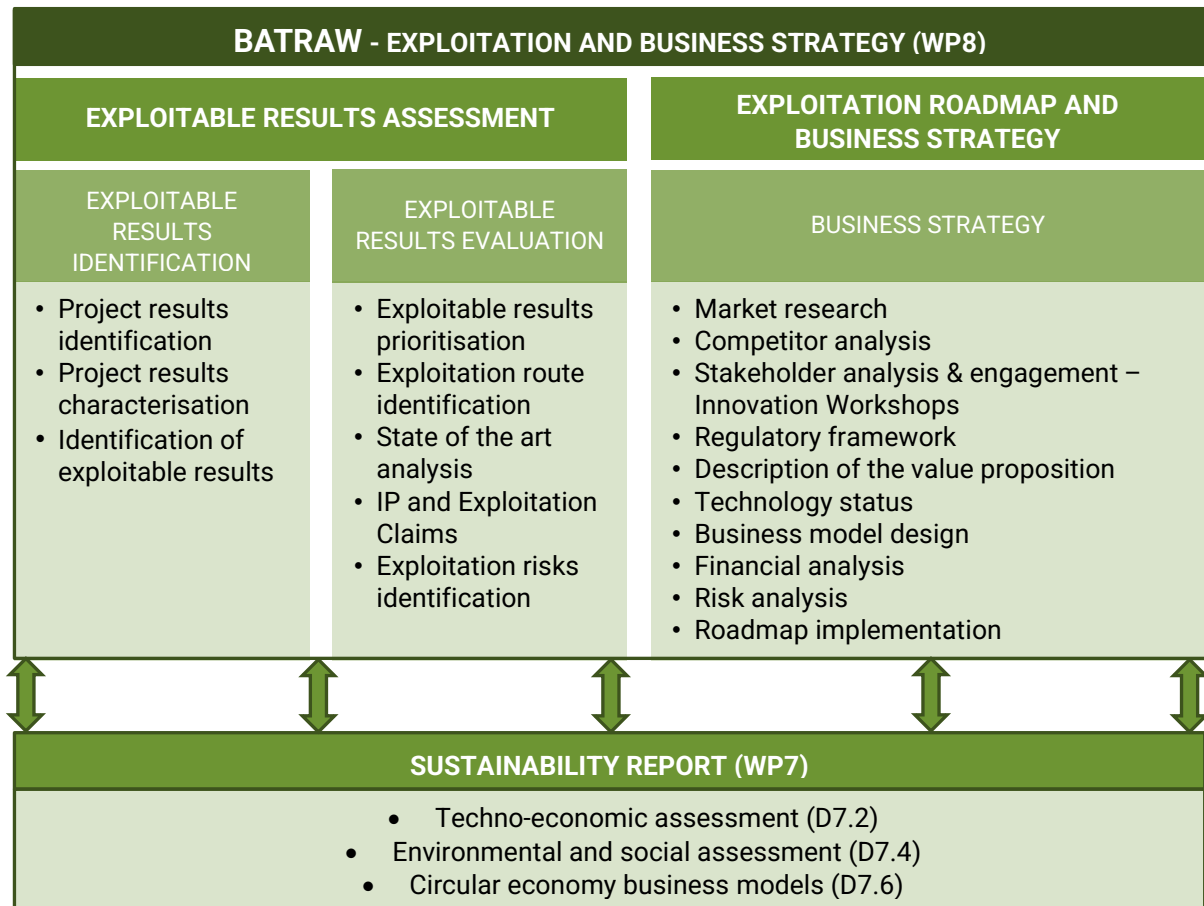 BATRAW - EXPLOITATION AND BUSINESS STRATEGY (WP8)
EXPLOITABLE RESULTS ASSESSMENT
EXPLOITABLE
RESULTS
IDENTIFICATION
• Project results
identification
• Project results
characterisation
• Identification of
exploitable results
EXPLOITABLE
RESULTS EVALUATION
• Exploitable results
prioritisation
• Exploitation route
identification
• State of the art
analysis
• IP and Exploitation
Claims
• Exploitation risks
identification
EXPLOITATION ROADMAP AND
BUSINESS STRATEGY
BUSINESS STRATEGY
• Market research
• Competitor analysis
• Stakeholder analysis & engagement –
Innovation Workshops
• Regulatory framework
• Description of the value proposition
• Technology status
• Business model design
• Financial analysis
• Risk analysis
• Roadmap implementation
SUSTAINABILITY REPORT (WP7)
• Techno-economic assessment (D7.2)
• Environmental and social assessment (D7.4)
• Circular economy business models (D7.6)